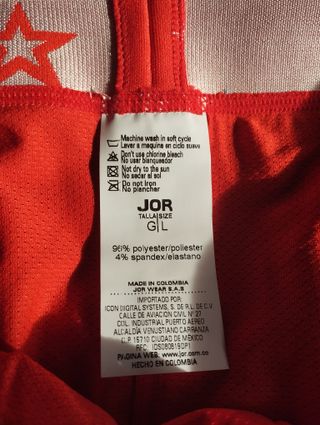 Machine wash in soft cycle
Lavar a maquina en ciclo suave
Don't use chlorine bleach
No usar blanqueador
Not dry to the sun
No secar al sol
Do not Iron
No planchar
JOR
TALLA|SIZE
G|L
96% polyester/poliester
4% spandex/elastano
MADE IN COLOMBIA
JOR WEAR S.A.S
IMPORTADO POR:
ICON DIGITAL SYSTEMS, S. DE R.L. DE C.V
CALLE DE AVIACION CIVIL N° 27
COL. INDUSTRIAL PUERTO AEREO
ALCALDIA VENUSTIANO CARRANZA
C.P 15710 CIUDAD DE MÉXICO
RFC: IDS080819DP1
PAGINA WEB: www.jor.com.co
HECHO EN COLOMBIA